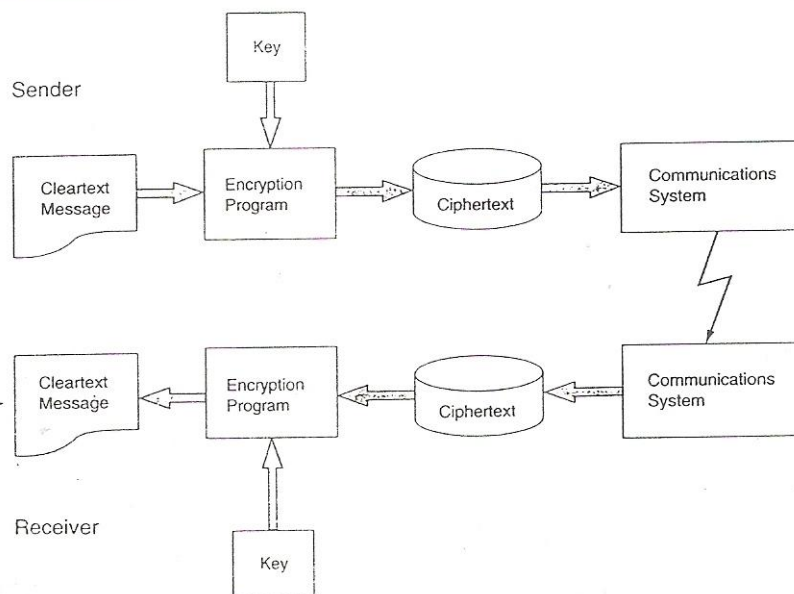 Key
Sender
Cleartext
Message
Encryption
Program
Ciphertext
Communications
System
Cleartext
Message
Encryption
Program
Ciphertext
Communications
System
Receiver
Key